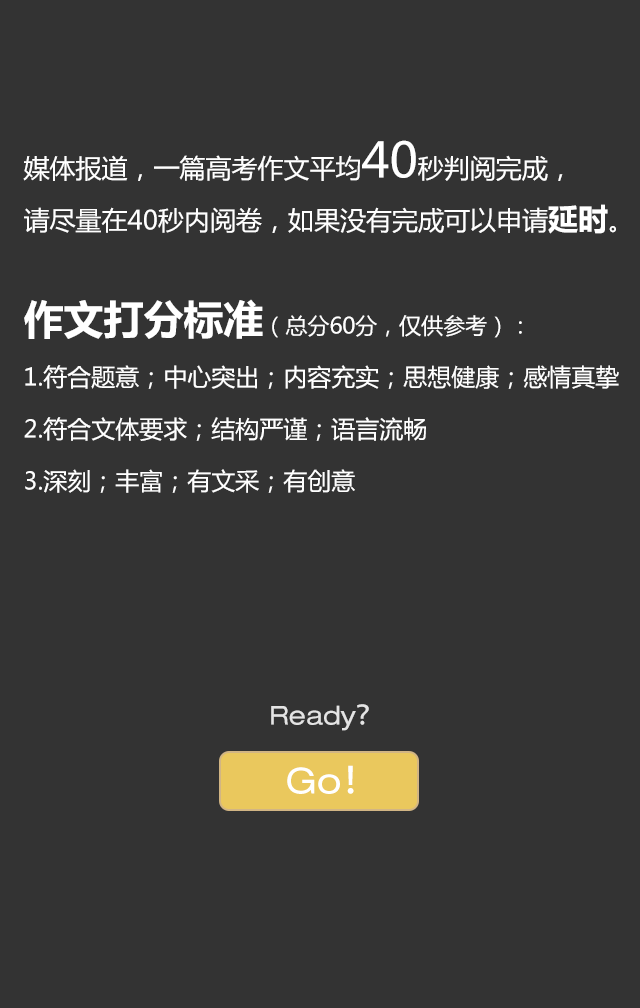 媒体报道，一篇高考作文平均40秒判阅完成，
请尽量在40秒内阅卷，如果没有完成可以申请延时。
作文打分标准（总分60分，仅供参考）：
1.符合题意；中心突出；内容充实；思想健康；感情真挚
2.符合文体要求；结构严谨；语言流畅
3.深刻；丰富；有文采；有创意
Ready?
Go!